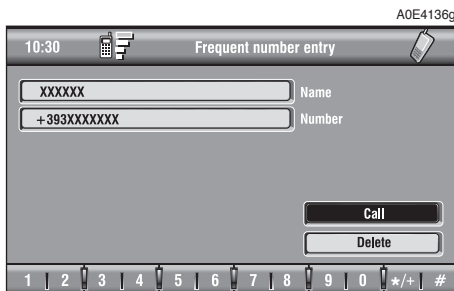 A0E4136g
10:30 Frequent number entry
XXXXXX Name
+393XXXXXXX Number
Call
Delete
1 2 3 4 5 6 7 8 9 0 */+ #